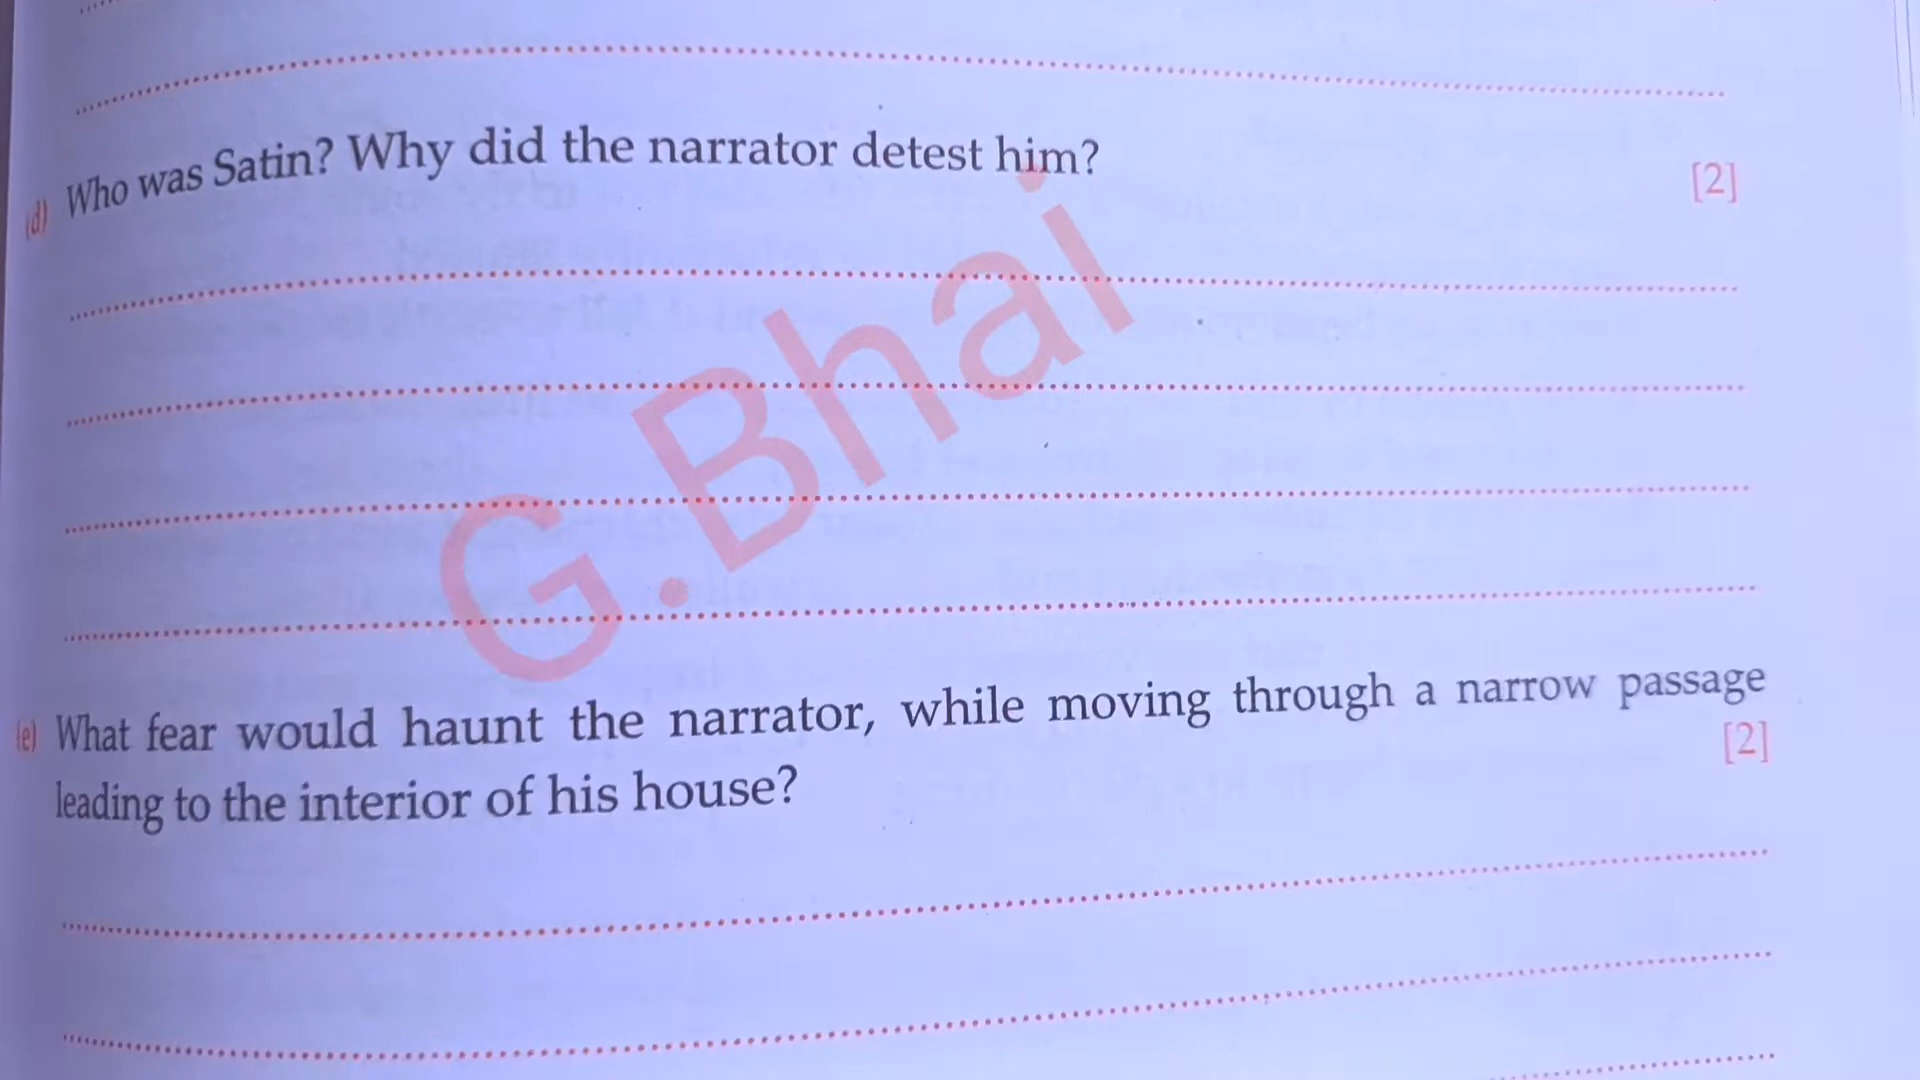 (d) Who was Satin? Why did the narrator detest him? [2]
G.Bhai
(e) What fear would haunt the narrator, while moving through a narrow passage
leading to the interior of his house? [2]